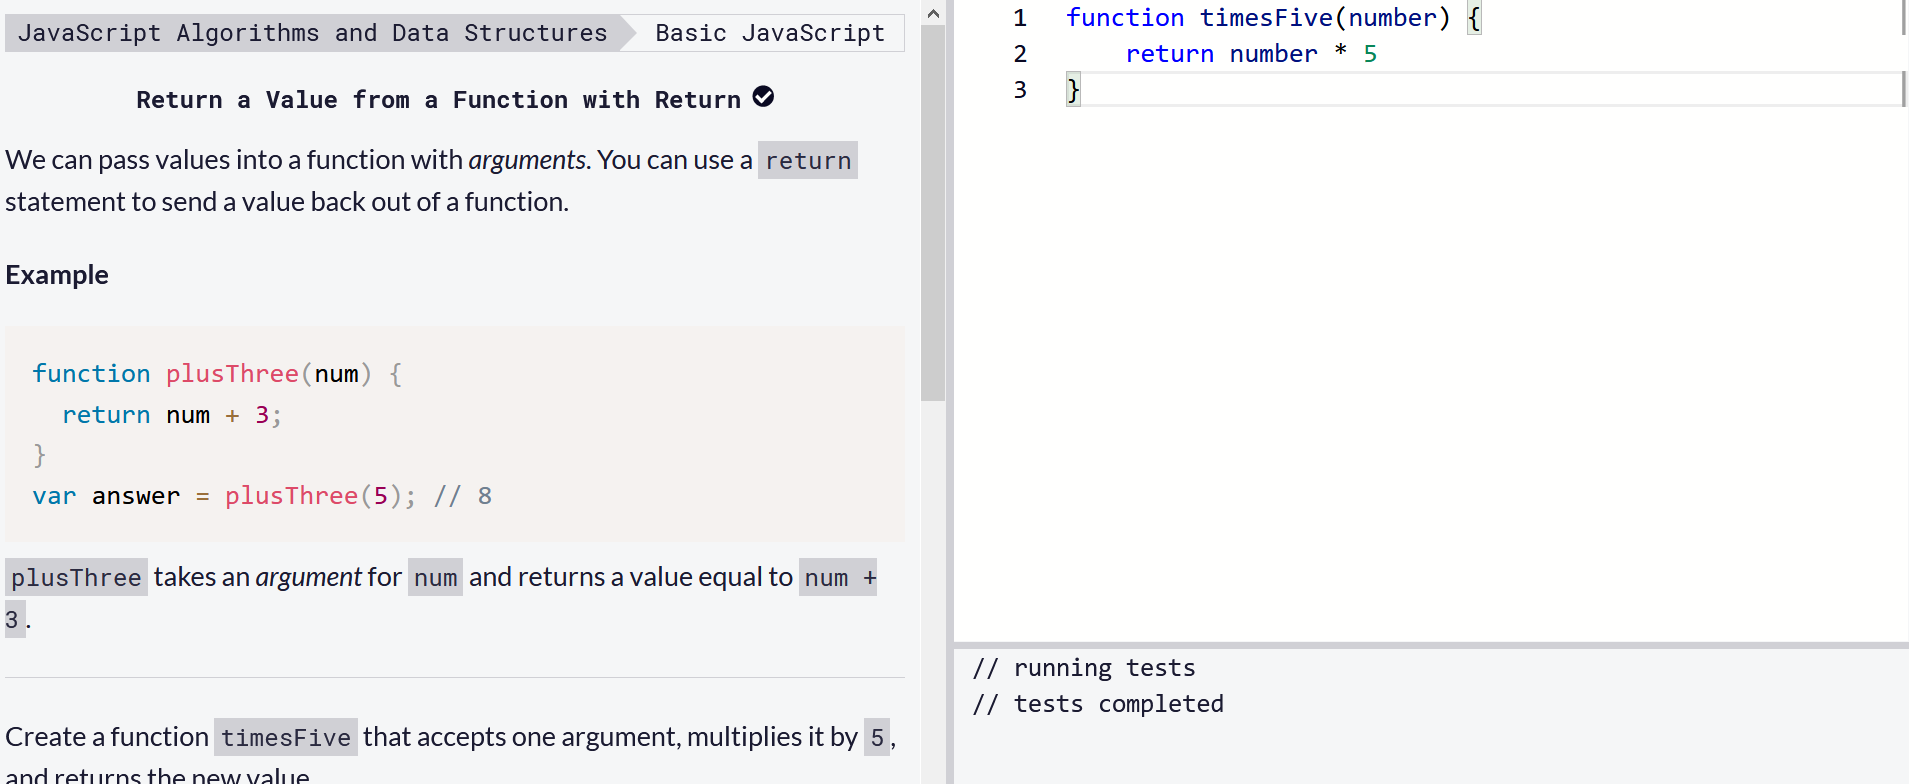 JavaScript Algorithms and Data Structures Basic JavaScript
Return a Value from a Function with Return
We can pass values into a function with arguments. You can use a return
statement to send a value back out of a function.
Example
function plusThree(num) {
  return num + 3;
}
var answer = plusThree(5); // 8
plusThree takes an argument for num and returns a value equal to num +
3.
Create a function timesFive that accepts one argument, multiplies it by 5,
and returns the new value.
1 function timesFive(number) {
2     return number * 5
3 }
// running tests
// tests completed